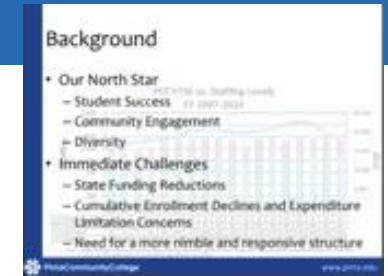 Background
• Our North Star
– Student Success
– Community Engagement
– Diversity
• Immediate Challenges
– State Funding Reductions
– Cumulative Enrollment Declines and Expenditure
Limitation Concerns
– Need for a more nimble and responsive structure
PimaCommunityCollege
www.pima.edu